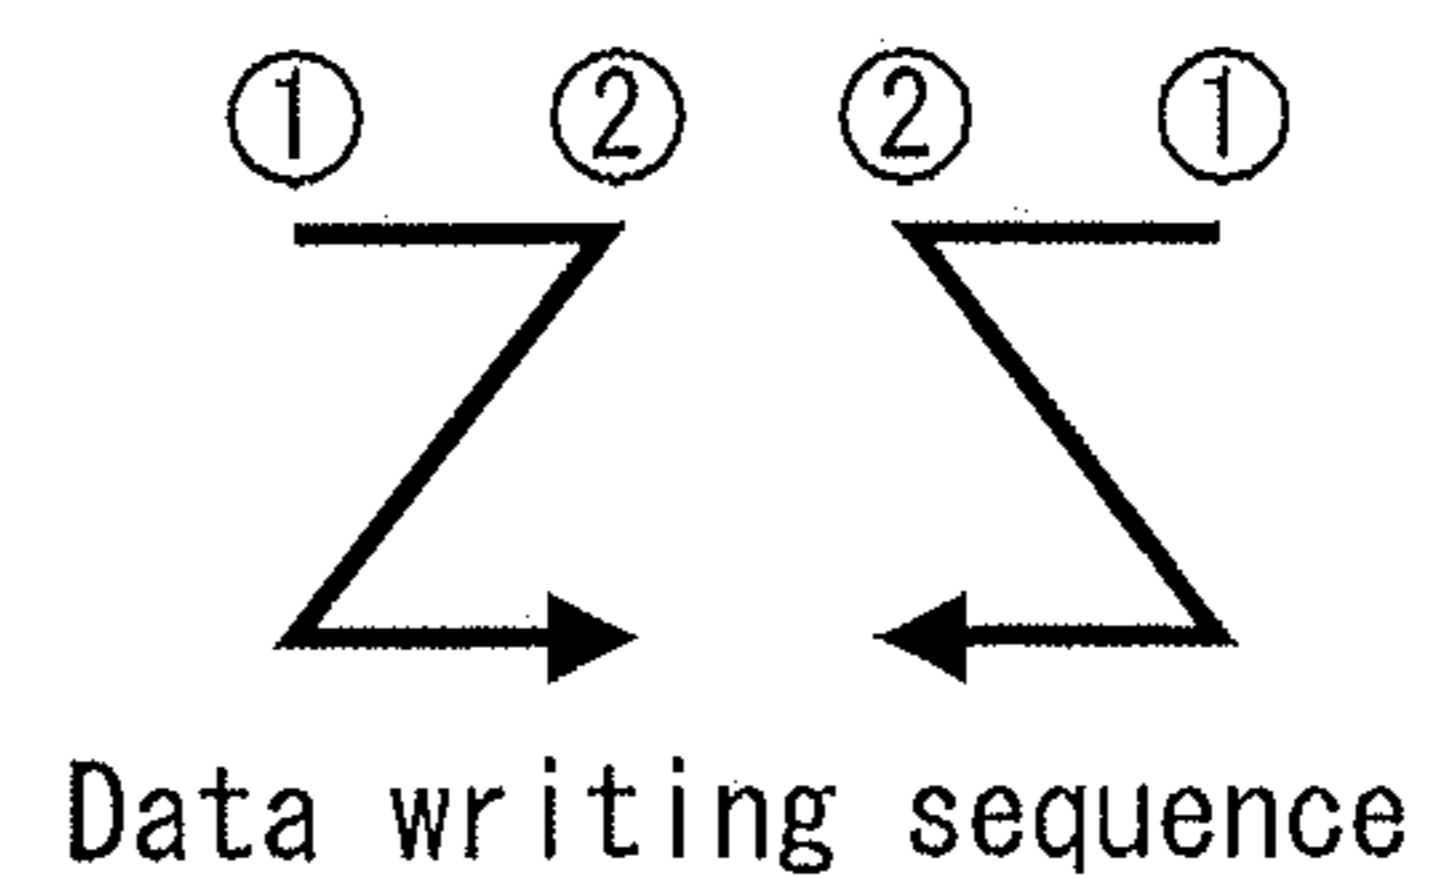 ① ② ② ①
Data writing sequence